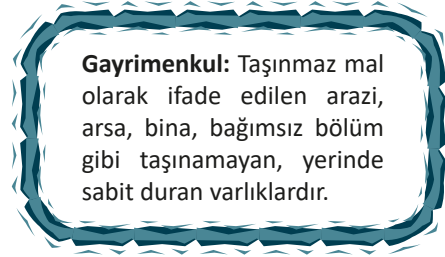 Gayrimenkul: Taşınmaz mal
olarak ifade edilen arazi,
arsa, bina, bağımsız bölüm
gibi taşınamayan, yerinde
sabit duran varlıklardır.